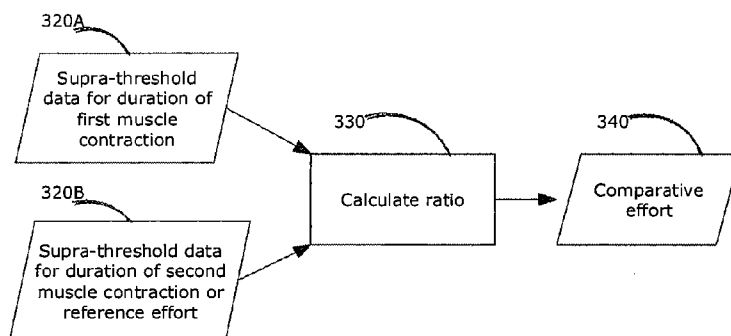 320A
Supra-threshold
data for duration of
first muscle
contraction
330
Calculate ratio
340
Comparative
effort
320B
Supra-threshold data
for duration of second
muscle contraction or
reference effort